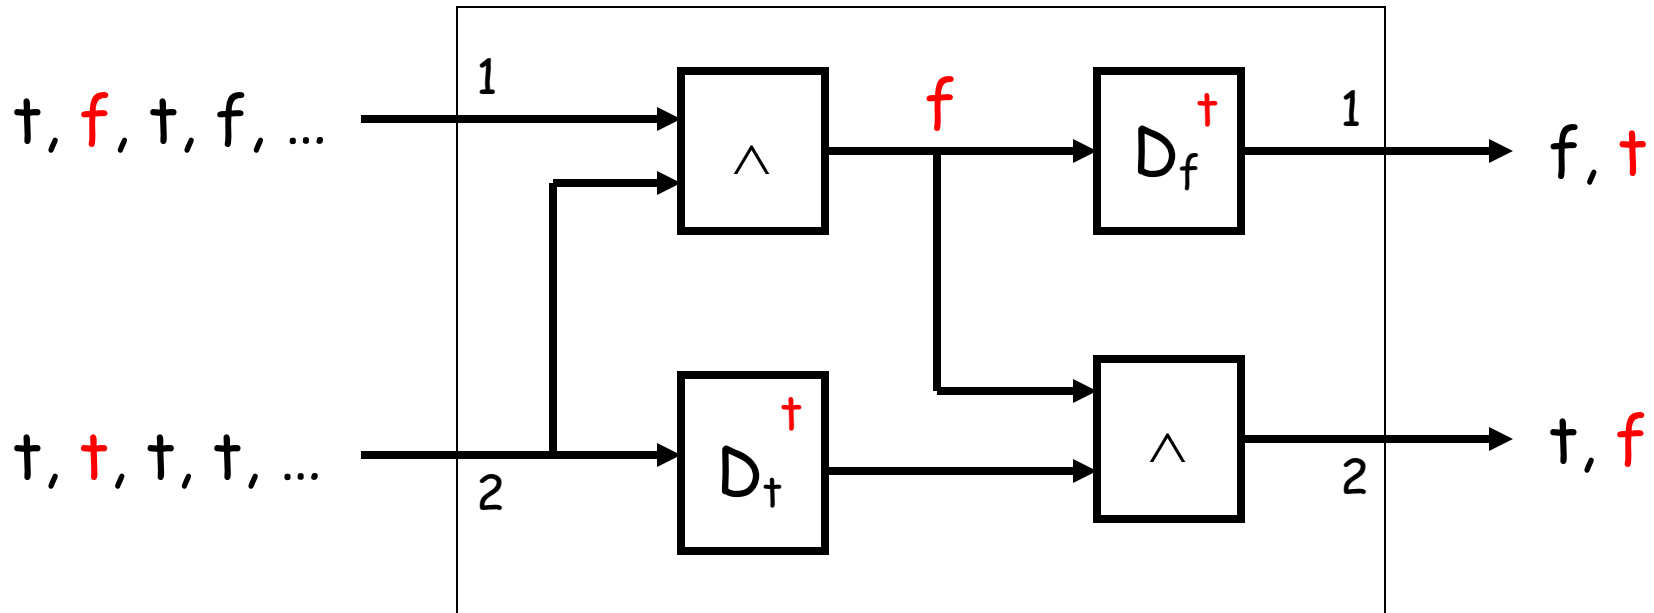 1
t, f, t, f, ...
∧
f
D_f t
1
f, t
t, t, t, t, ...
2
D_t t
∧
t, f
2